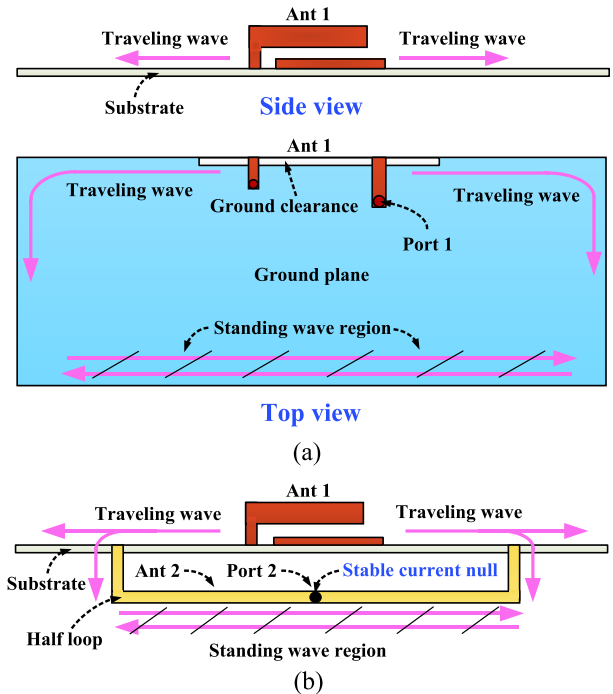 Ant 1
Traveling wave
Traveling wave
Substrate
Side view
Ant 1
Traveling wave
Traveling wave
Ground clearance
Port 1
Ground plane
Standing wave region
Top view
(a)
Ant 1
Traveling wave
Traveling wave
Substrate
Ant 2
Port 2
Stable current null
Half loop
Standing wave region
(b)